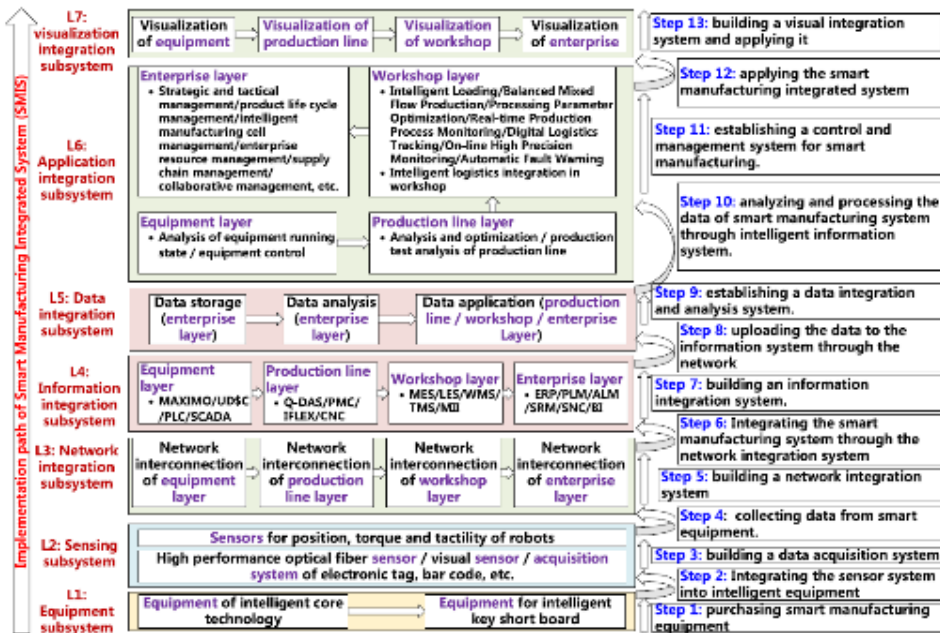 Implementation path of Smart Manufacturing Integrated System (SMIS)
L7:
visualization
integration
subsystem
Visualization
of equipment
Visualization of
production line
Visualization
of workshop
Visualization
of enterprise
Step 13: building a visual integration
system and applying it
L6:
Application
integration
subsystem
Enterprise layer
• Strategic and tactical
management/product life cycle
management/intelligent
manufacturing cell
management/enterprise
resource management/supply
chain management/
collaborative management, etc.
Workshop layer
• Intelligent Loading/Balanced Mixed
Flow Production/Processing Parameter
Optimization/Real-time Production
Process Monitoring/Digital Logistics
Tracking/On-line High Precision
Monitoring/Automatic Fault Warning
• Intelligent logistics integration in
workshop
Equipment layer
• Analysis of equipment running
state / equipment control
Production line layer
• Analysis and optimization / production
test analysis of production line
Step 12: applying the smart
manufacturing integrated system
Step 11: establishing a control and
management system for smart
manufacturing.
Step 10: analyzing and processing the
data of smart manufacturing system
through intelligent information
system.
L5: Data
integration
subsystem
Data storage
(enterprise
layer)
Data analysis
(enterprise
layer)
Data application (production
line / workshop / enterprise
Layer)
Step 9: establishing a data integration
and analysis system.
Step 8: uploading the data to the
information system through the
network
L4:
Information
integration
subsystem
Equipment
layer
• MAXIMO/UD$C
/PLC/SCADA
Production line
layer
• Q-DAS/PMC/
IFLEX/CNC
Workshop layer
• MES/LES/WMS/
TMS/MII
Enterprise layer
• ERP/PLM/ALM
/SRM/SNC/BI
Step 7: building an information
integration system.
Step 6: Integrating the smart
manufacturing system through the
network integration system
L3: Network
integration
subsystem
Network
interconnection
of equipment
layer
Network
interconnection
of production
line layer
Network
interconnection
of workshop
layer
Network
interconnection
of enterprise
layer
Step 5: building a network integration
system
Step 4: collecting data from smart
equipment.
L2: Sensing
subsystem
Sensors for position, torque and tactility of robots
High performance optical fiber sensor / visual sensor / acquisition
system of electronic tag, bar code, etc.
Step 3: building a data acquisition system
Step 2: Integrating the sensor system
into intelligent equipment
L1:
Equipment
subsystem
Equipment of intelligent core
technology
Equipment for intelligent
key short board
Step 1: purchasing smart manufacturing
equipment